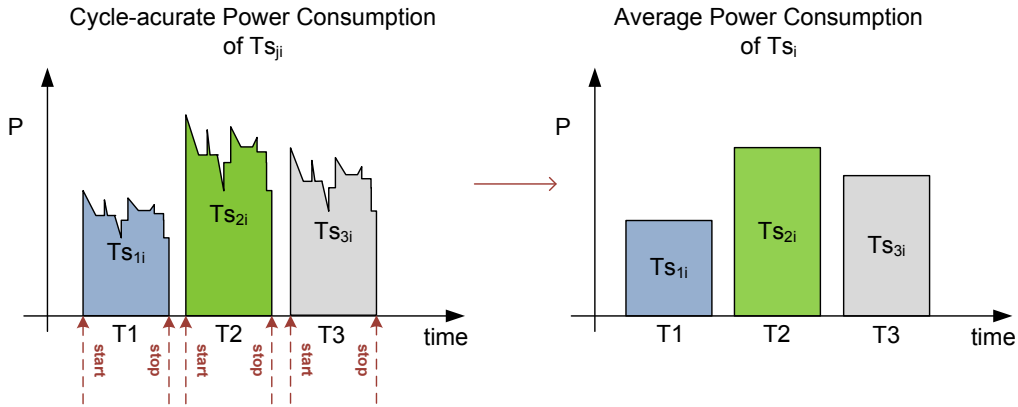 Cycle-acurate Power Consumption
of Ts_ji
P
Ts_1i
Ts_2i
Ts_3i
T1
T2
T3
time
start
stop
start
stop
start
stop
Average Power Consumption
of Ts_i
P
Ts_1i
Ts_2i
Ts_3i
T1
T2
T3
time